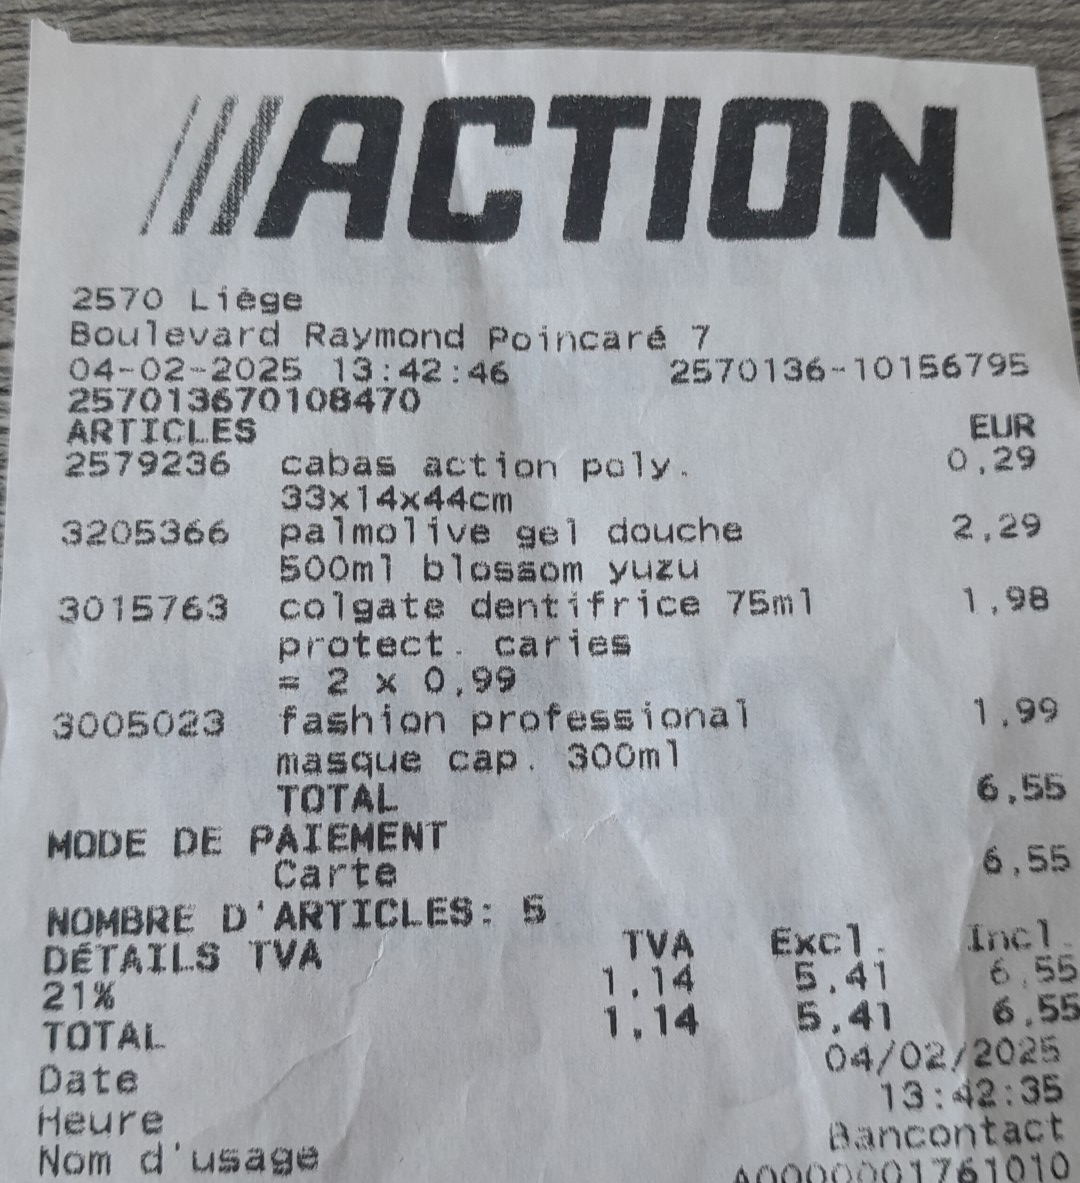 ///ACTION
2570 Liège
Boulevard Raymond Poincaré 7
04-02-2025 13:42:46 2570136-10156795
257013670108470
ARTICLES EUR
2579236 cabas action poly. 0,29
33x14x44cm
3205366 palmolive gel douche 2,29
500ml blossom yuzu
3015763 colgate dentifrice 75ml 1,98
protect. caries
= 2 x 0,99
3005023 fashion professional 1,99
masque cap. 300ml
TOTAL 6,55
MODE DE PAIEMENT
Carte 6,55
NOMBRE D'ARTICLES: 5
DÉTAILS TVA TVA Excl. Incl.
21% 1,14 5,41 6,55
TOTAL 1,14 5,41 6,55
Date 04/02/2025
Heure 13:42:35
Nom d'usage Bancontact
A0000001761010